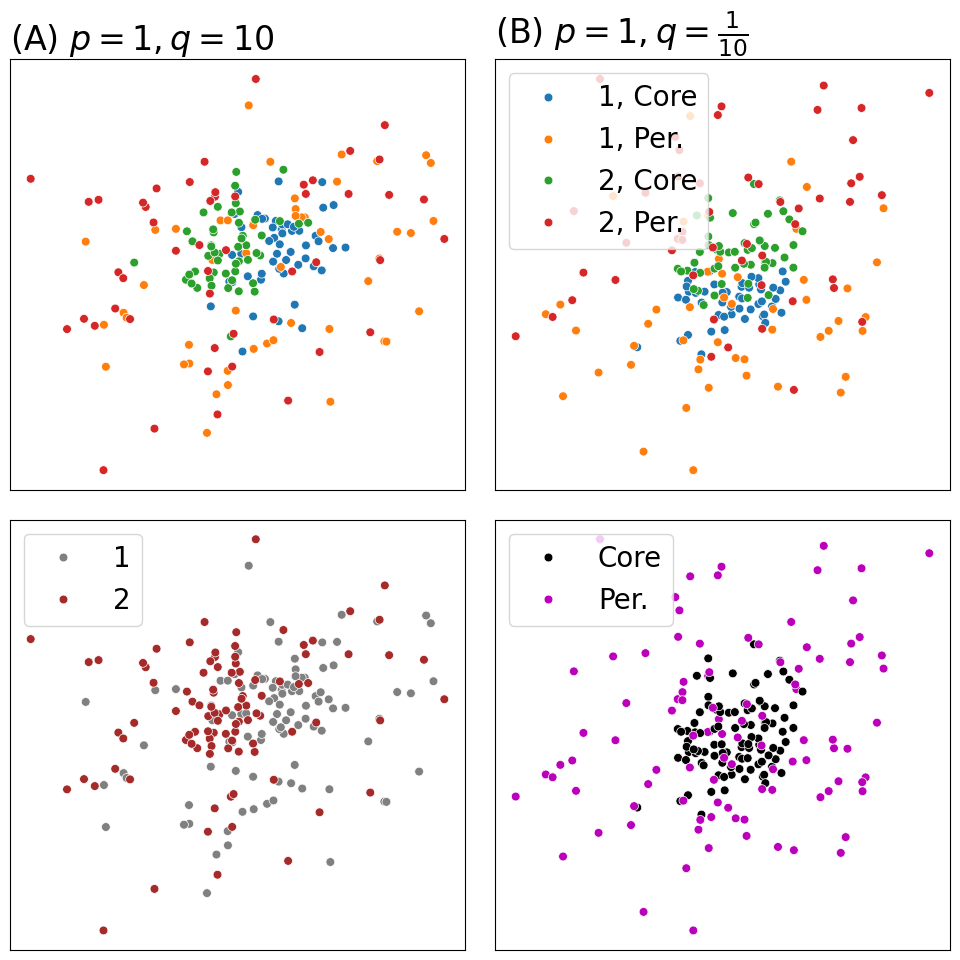 (A) p = 1, q = 10
(B) p = 1, q = 1/10
1, Core
1, Per.
2, Core
2, Per.
1
2
Core
Per.